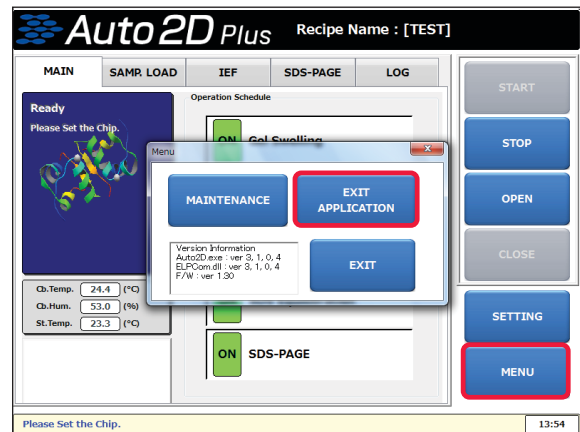 Auto2D Plus Recipe Name : [TEST]
MAIN SAMP. LOAD IEF SDS-PAGE LOG
Ready
Please Set the Chip.
Operation Schedule
ON Gel Swelling
Menu
MAINTENANCE
EXIT
APPLICATION
Version Information
Auto2D.exe : ver 3, 1, 0, 4
ELPCom.dll : ver 3, 1, 0, 4
F/W : ver 1.30
EXIT
Cb.Temp. 24.4 (°C)
Cb.Hum. 53.0 (%)
St.Temp. 23.3 (°C)
ON SDS-PAGE
START
STOP
OPEN
CLOSE
SETTING
MENU
Please Set the Chip. 13:54